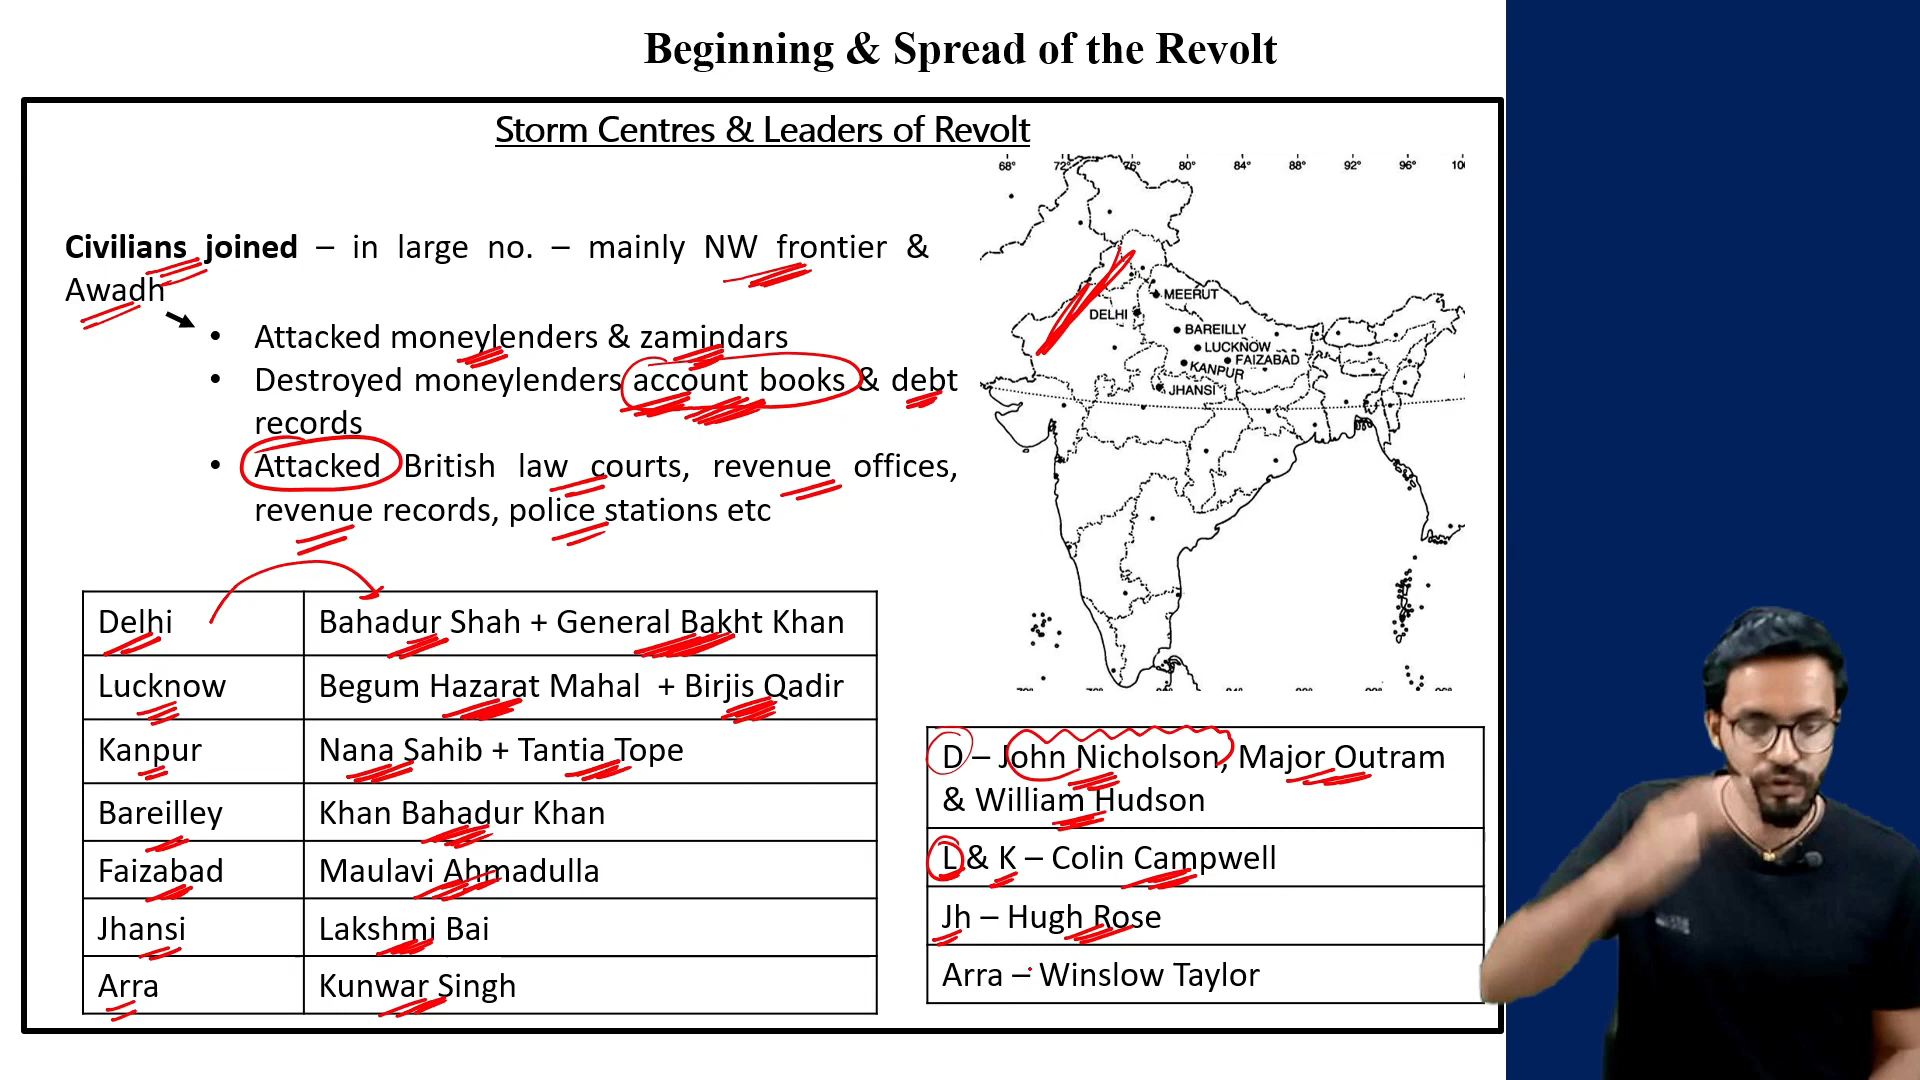 Beginning & Spread of the Revolt
Storm Centres & Leaders of Revolt
Civilians joined – in large no. – mainly NW frontier &
Awadh
• Attacked moneylenders & zamindars
• Destroyed moneylenders account books & debt
records
• Attacked British law courts, revenue offices,
revenue records, police stations etc
68° 72° 76° 80° 84° 88° 92° 96° 10
MEERUT
DELHI
BAREILLY
LUCKNOW
FAIZABAD
KANPUR
JHANSI
Delhi Bahadur Shah + General Bakht Khan
Lucknow Begum Hazarat Mahal + Birjis Qadir
Kanpur Nana Sahib + Tantia Tope
Bareilley Khan Bahadur Khan
Faizabad Maulavi Ahmadulla
Jhansi Lakshmi Bai
Arra Kunwar Singh
D – John Nicholson, Major Outram
& William Hudson
L & K – Colin Campwell
Jh – Hugh Rose
Arra – Winslow Taylor